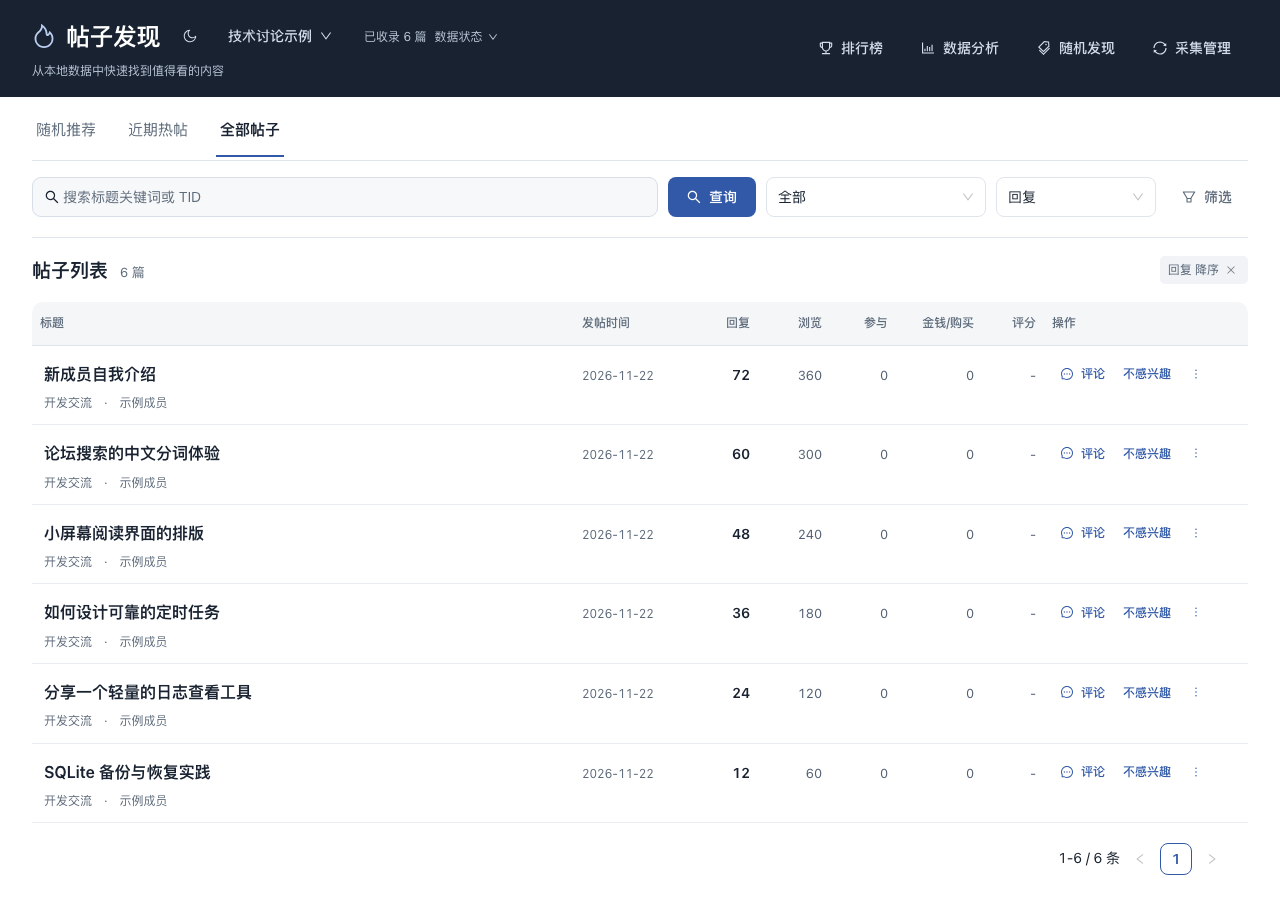 帖子发现
技术讨论示例
已收录 6 篇 数据状态
从本地数据中快速找到值得看的内容
排行榜
数据分析
随机发现
采集管理
随机推荐 近期热帖 全部帖子
搜索标题关键词或 TID
查询
全部
回复
筛选
帖子列表 6 篇
回复 降序
标题 发帖时间 回复 浏览 参与 金钱/购买 评分 操作
新成员自我介绍 2026-11-22 72 360 0 0 - 评论 不感兴趣
开发交流 · 示例成员
论坛搜索的中文分词体验 2026-11-22 60 300 0 0 - 评论 不感兴趣
开发交流 · 示例成员
小屏幕阅读界面的排版 2026-11-22 48 240 0 0 - 评论 不感兴趣
开发交流 · 示例成员
如何设计可靠的定时任务 2026-11-22 36 180 0 0 - 评论 不感兴趣
开发交流 · 示例成员
分享一个轻量的日志查看工具 2026-11-22 24 120 0 0 - 评论 不感兴趣
开发交流 · 示例成员
SQLite 备份与恢复实践 2026-11-22 12 60 0 0 - 评论 不感兴趣
开发交流 · 示例成员
1-6 / 6 条 1